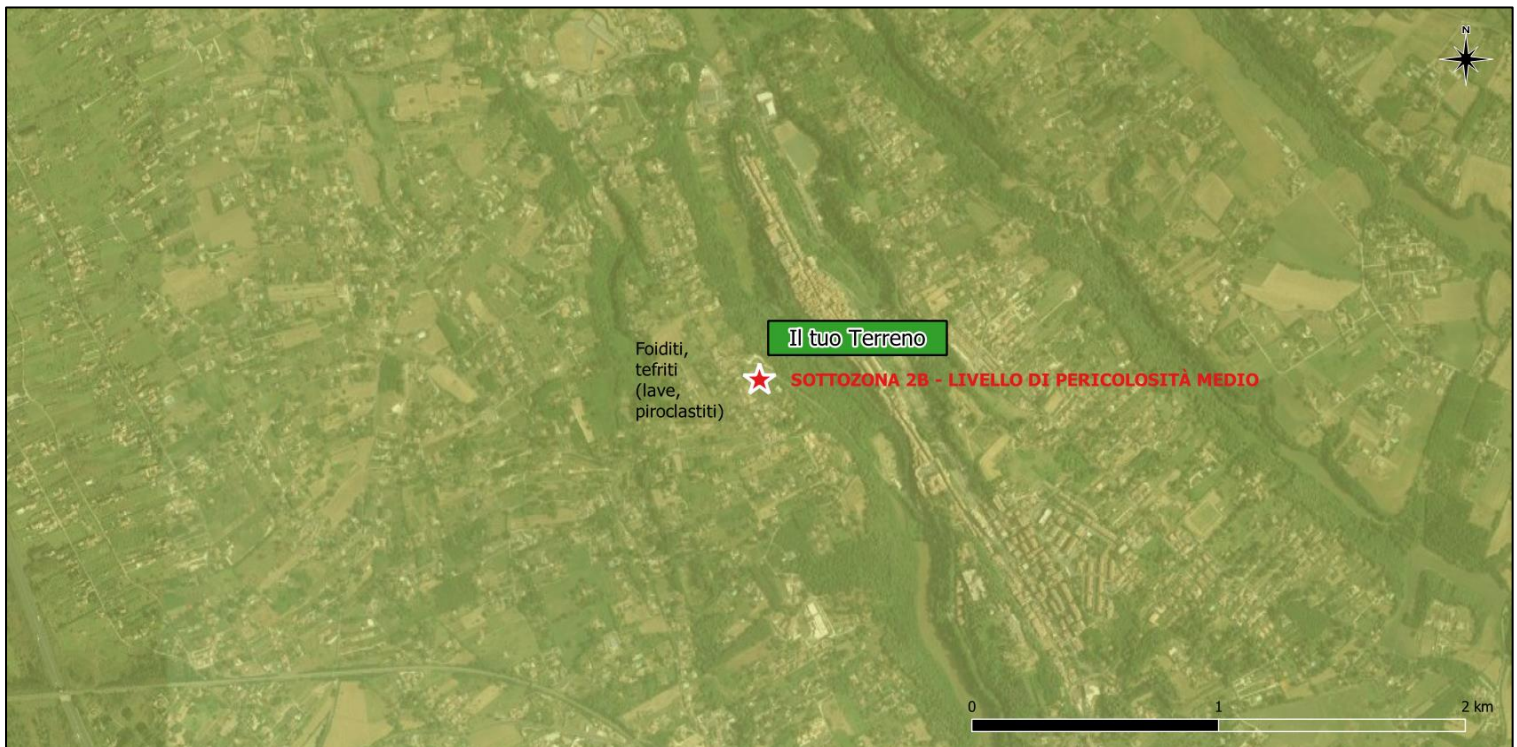 N
Il tuo Terreno
Foiditi,
tefriti
(lave,
piroclastiti)
SOTTOZONA 2B - LIVELLO DI PERICOLOSITÀ MEDIO
0 1 2 km